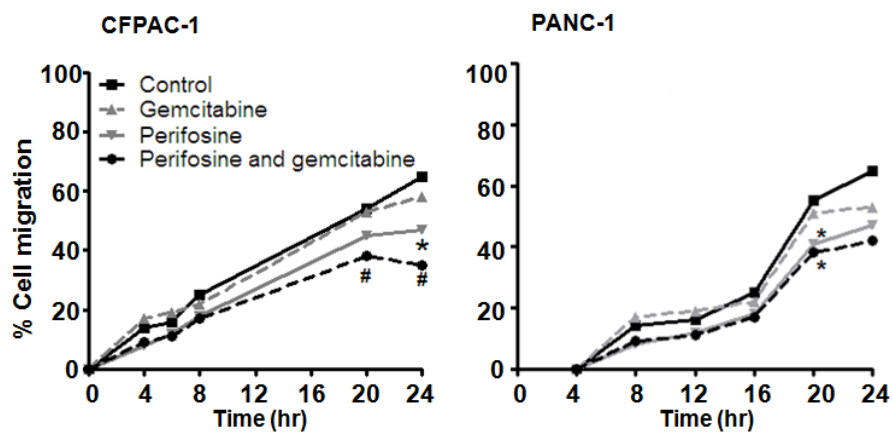 CFPAC-1
100
80
60
40
20
0
% Cell migration
Control
Gemcitabine
Perifosine
Perifosine and gemcitabine
*
#
#
0 4 8 12 16 20 24
Time (hr)
PANC-1
100
80
60
40
20
0
*
*
0 4 8 12 16 20 24
Time (hr)